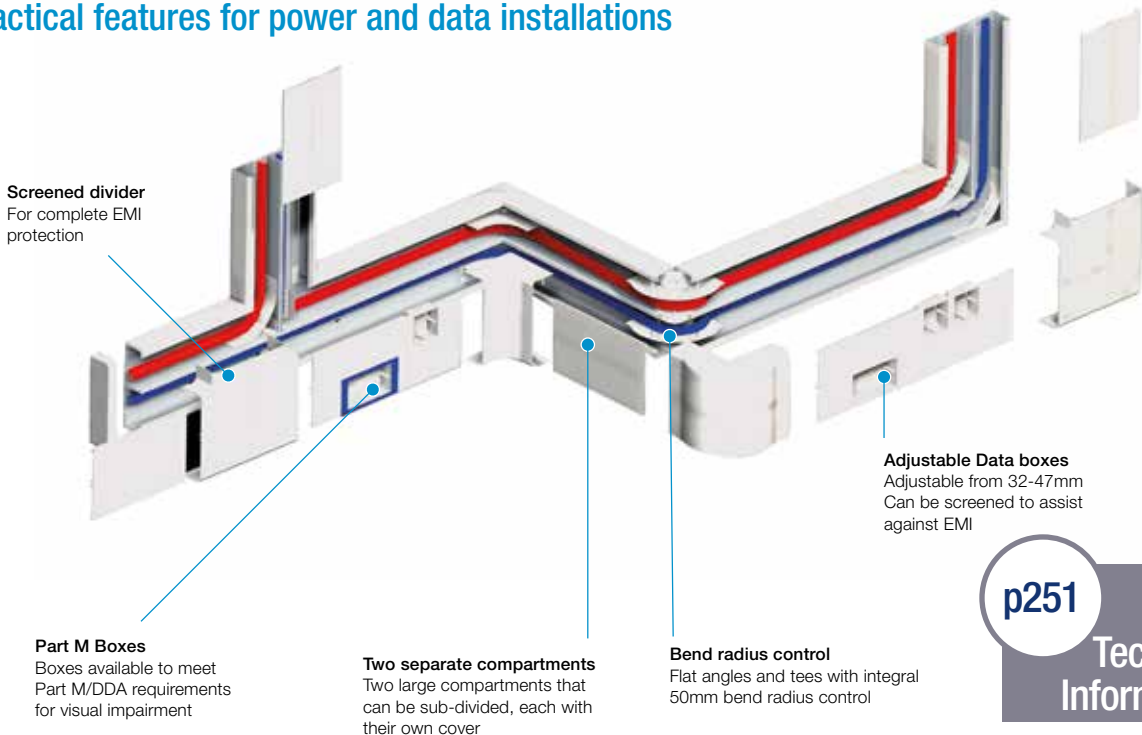 actical features for power and data installations
Screened divider
For complete EMI
protection
Adjustable Data boxes
Adjustable from 32-47mm
Can be screened to assist
against EMI
Part M Boxes
Boxes available to meet
Part M/DDA requirements
for visual impairment
Two separate compartments
Two large compartments that
can be sub-divided, each with
their own cover
Bend radius control
Flat angles and tees with integral
50mm bend radius control
p251
Tec
Inforn